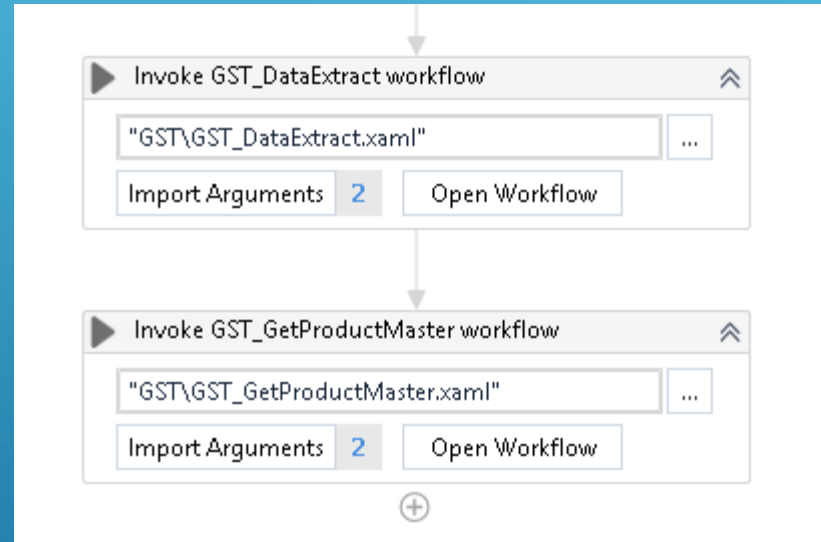 Invoke GST_DataExtract workflow
"GST\GST_DataExtract.xaml"
...
Import Arguments 2 Open Workflow
Invoke GST_GetProductMaster workflow
"GST\GST_GetProductMaster.xaml"
...
Import Arguments 2 Open Workflow